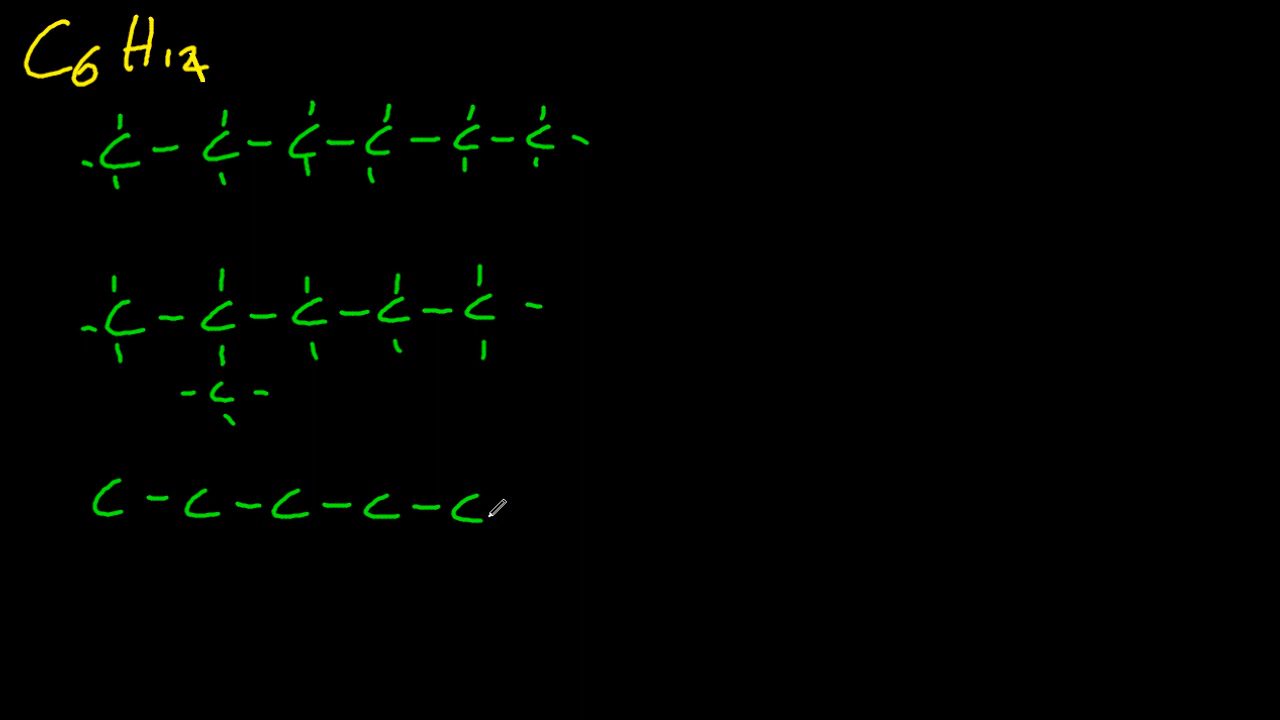 C6H14
- C - C - C - C - C - C -
- C - C - C - C - C -
- C -
C - C - C - C - C